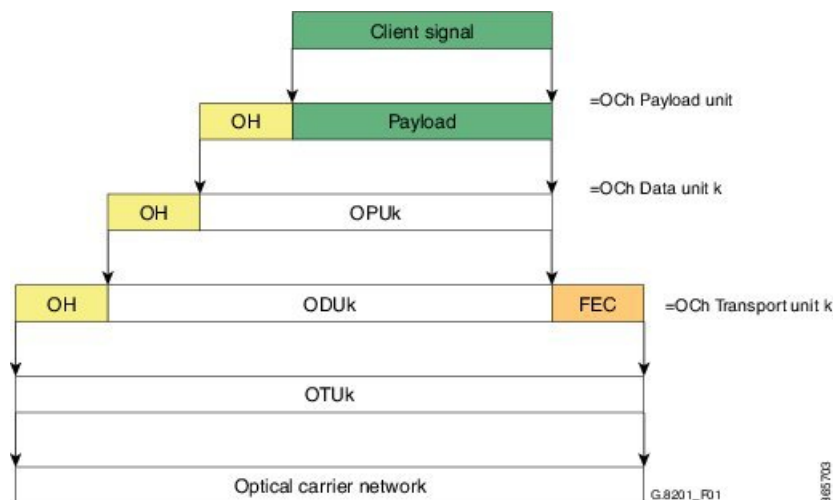 Client signal
=OCh Payload unit
OH Payload
=OCh Data unit k
OH OPUk
OH ODUk FEC =OCh Transport unit k
OTUk
Optical carrier network
G.8201_F01
365703